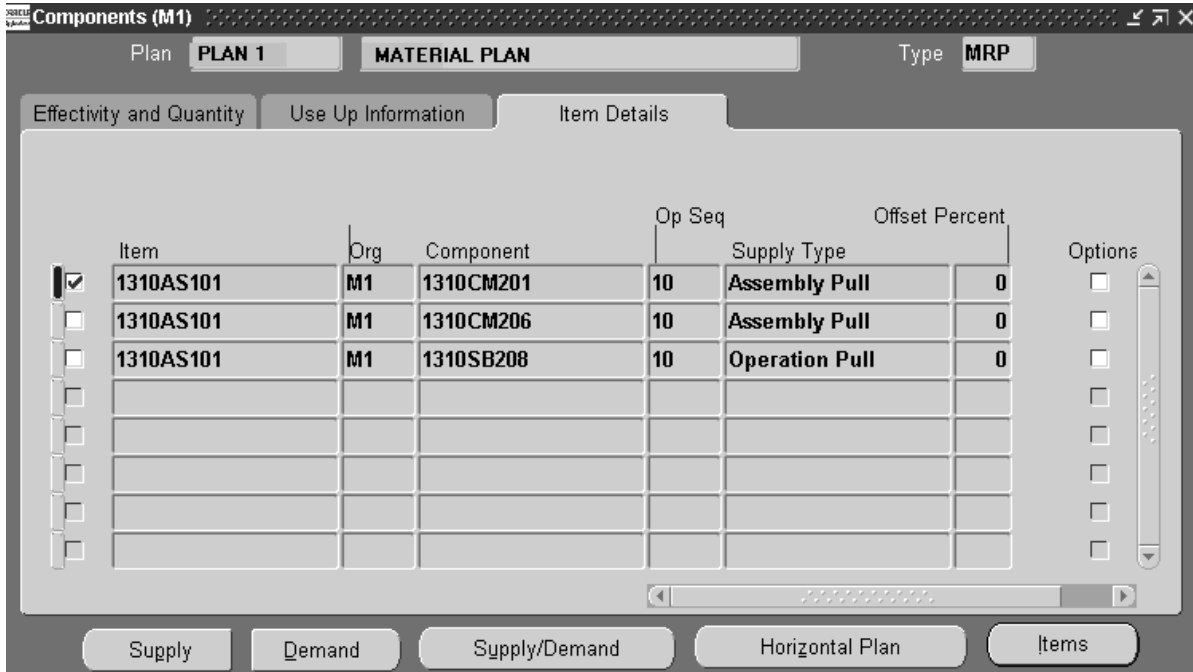 Components (M1)
Plan PLAN 1 MATERIAL PLAN Type MRP
Effectivity and Quantity Use Up Information Item Details
Op Seq Offset Percent
Item Org Component Supply Type Optiona
1310AS101 M1 1310CM201 10 Assembly Pull 0
1310AS101 M1 1310CM206 10 Assembly Pull 0
1310AS101 M1 1310SB208 10 Operation Pull 0
Supply Demand Supply/Demand Horizontal Plan Items